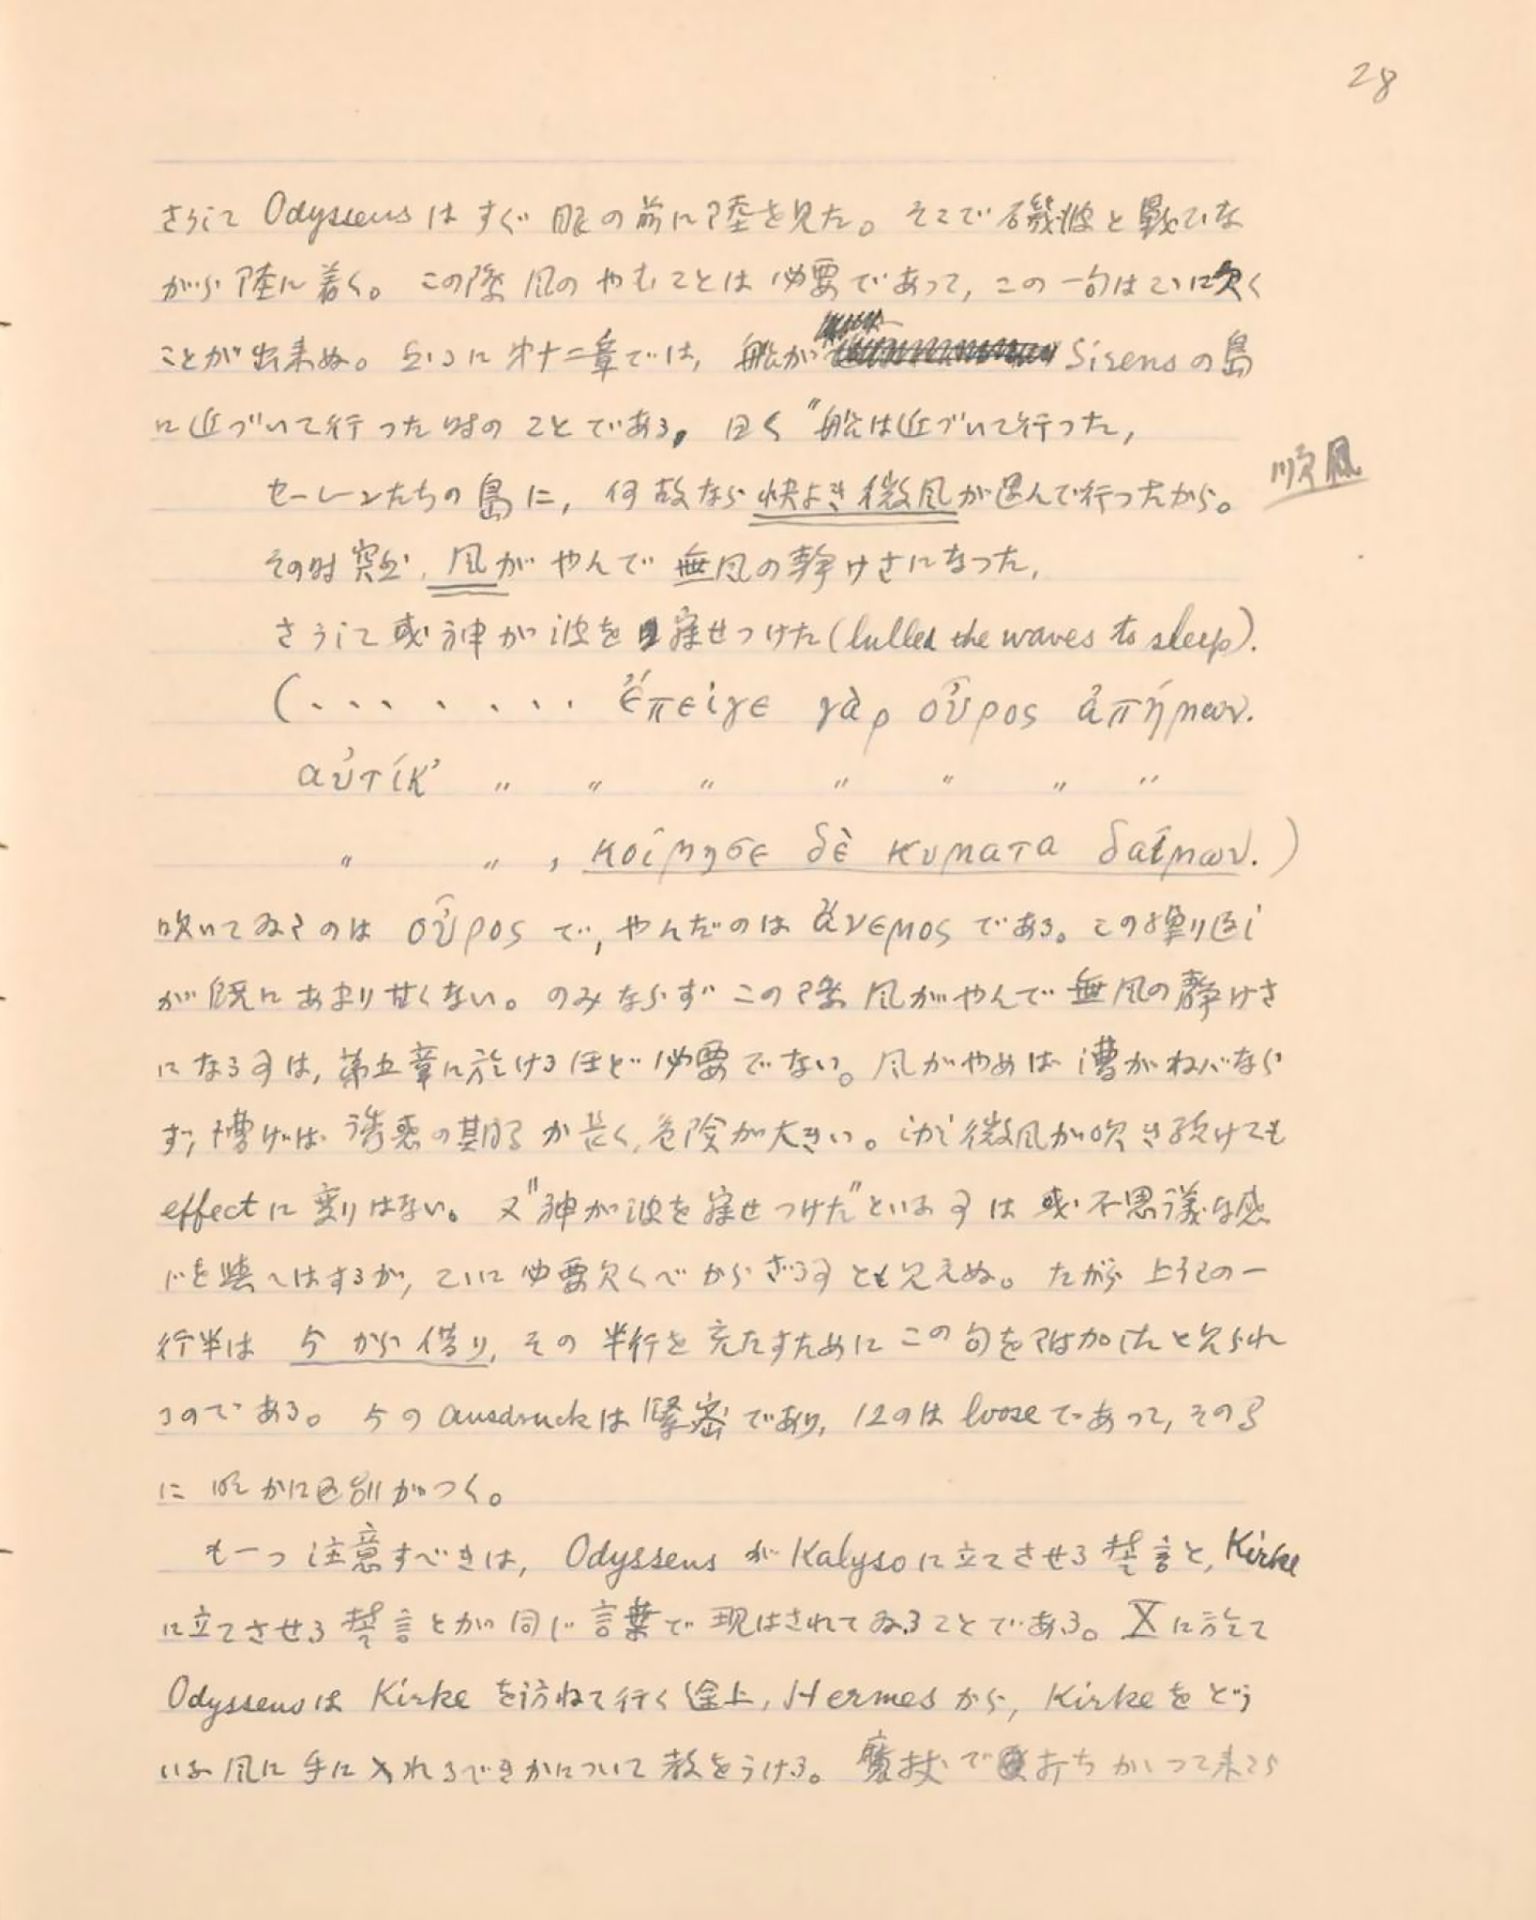 28
さうして Odysseus はすぐ眼の前に陸を見た。そこで磯波と戦ひな
がら陸に着く。この際風のやむことは必要であって, この一句はこゝに欠く
ことが出来ぬ。しかるに 第十二章では, 船が Sirens の島
に近づいて行った時のことである, 曰く "船は近づいて行った,
セーレンたちの島に, 何故なら快よき微風が運んで行ったから。
順風
その時突然, 風がやんで 無風の静けさになった,
さうして或神が波を寝せつけた (lulled the waves to sleep).
(. . . . . . . ἔπειγε γὰρ οὖρος ἀπήμων.
αὐτίκ' 〃 〃 〃 〃 〃 〃 〃
〃 〃 , κοίμησε δὲ κυματα δαίμων.)
吹いてゐるのは οὖρος で, やんだのは ἄνεμος である。この繰り返し
が既にあまり甘くない。のみならずこの際風がやんで無風の静けさ
になる事は, 第五章に於けるほど必要でない。風がやめば漕がねばなら
ず, 漕げば誘惑の期間が長く, 危険が大きい。しかし微風が吹き続けても
effect に変りはない。又"神が波を寝せつけた"といふ事は或不思議な感
じを與へはするが, こゝに必要欠くべからざる事とも見えぬ。だから上記の一
行半は 5 から借り, その半行を充たすためにこの句を附加したと見られ
るのである。5 の Ausdruck は緊密であり, 12 のは loose であって, その間
に明かに区別がつく。
も一つ注意すべきは, Odysseus が Kalypso に立てさせる誓言と, Kirke
に立てさせる誓言とが同じ言葉で現はされてゐることである。X に於て
Odysseus は Kirke を訪ねて行く途上, Hermes から, Kirke をどう
いふ風に手に入れるべきかについて教をうける。魔杖で打ちかゝって来たら